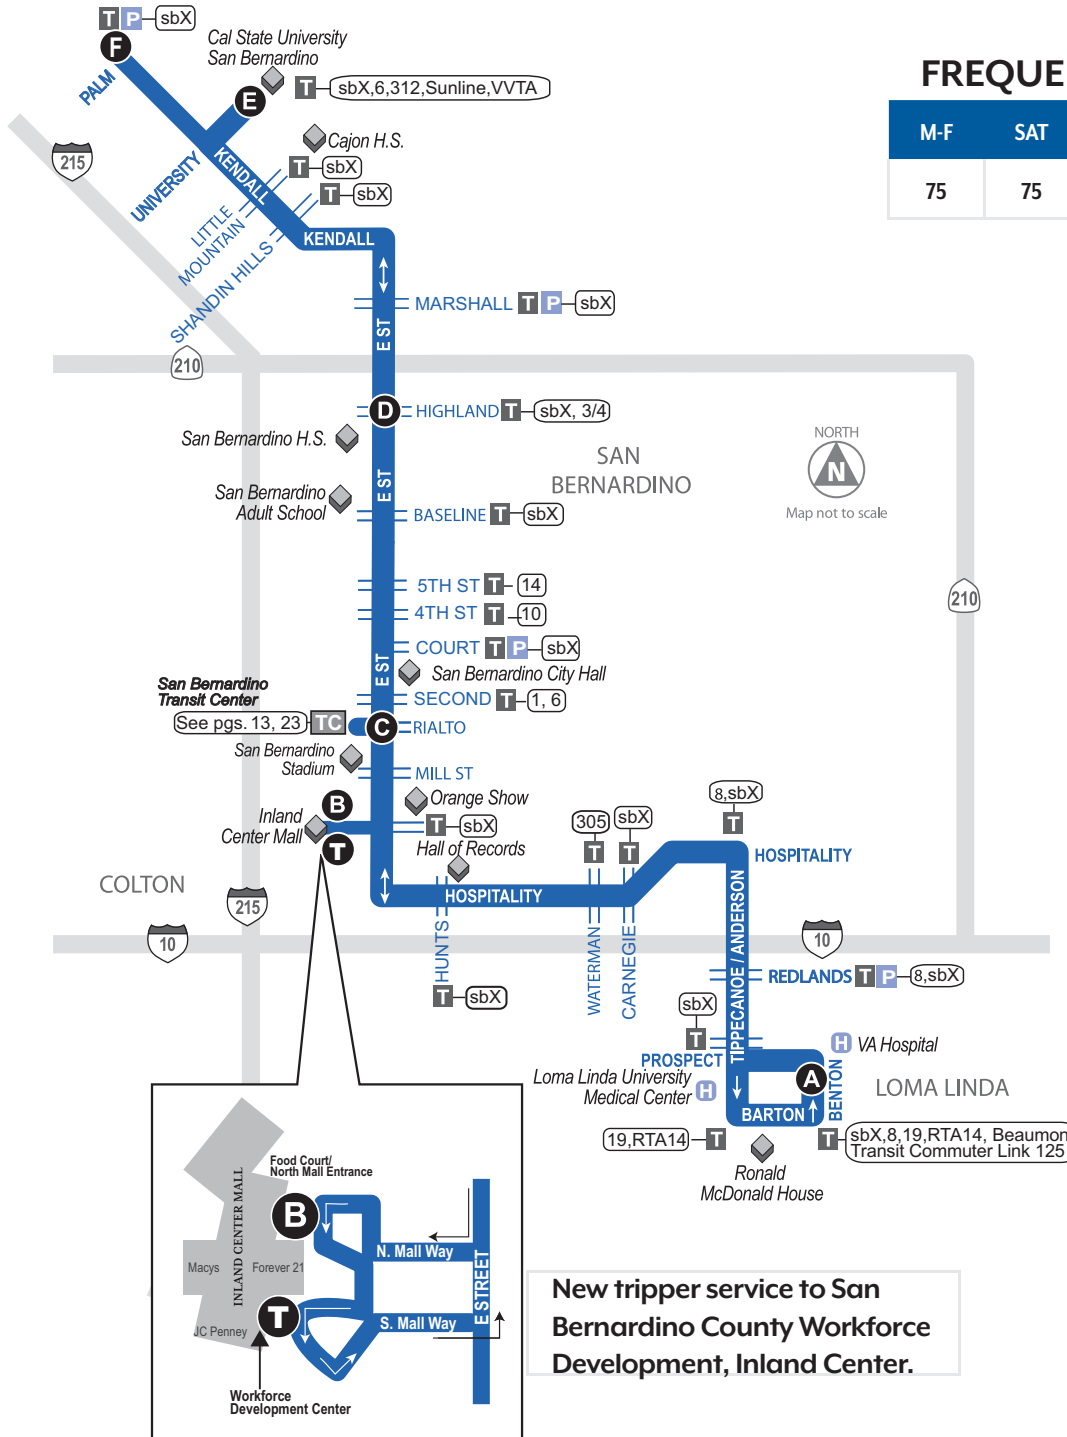 T P sbX
F
Cal State University
San Bernardino
E
T sbX,6,312,Sunline,VVTA
PALM
FREQUE
M-F SAT
75 75
215
UNIVERSITY
KENDALL
Cajon H.S.
T sbX
T sbX
LITTLE
MOUNTAIN
SHANDIN HILLS
KENDALL
MARSHALL T P sbX
E ST
210
D HIGHLAND T sbX, 3/4
San Bernardino H.S.
SAN
BERNARDINO
NORTH
N
Map not to scale
E ST
San Bernardino
Adult School
BASELINE T sbX
5TH ST T 14
4TH ST T 10
210
COURT T P sbX
E ST
San Bernardino City Hall
San Bernardino
Transit Center
SECOND T 1, 6
See pgs. 13, 23 TC
C RIALTO
San Bernardino
Stadium
MILL ST
B
Orange Show
Inland
Center Mall
T
T sbX
Hall of Records
305
T
sbX
T
8,sbX
T
HOSPITALITY
COLTON
215
HOSPITALITY
10
HUNTS
T sbX
WATERMAN
CARNEGIE
TIPPECANOE / ANDERSON
10
REDLANDS T P 8,sbX
sbX
T
PROSPECT
H VA Hospital
Loma Linda University
Medical Center H
A
BENTON
LOMA LINDA
BARTON
19,RTA14 T
T sbX,8,19,RTA14, Beaumon
Transit Commuter Link 125
Ronald
McDonald House
Food Court/
North Mall Entrance
INLAND CENTER MALL
B
N. Mall Way
E STREET
Macys
Forever 21
T
S. Mall Way
JC Penney
Workforce
Development Center
New tripper service to San
Bernardino County Workforce
Development, Inland Center.